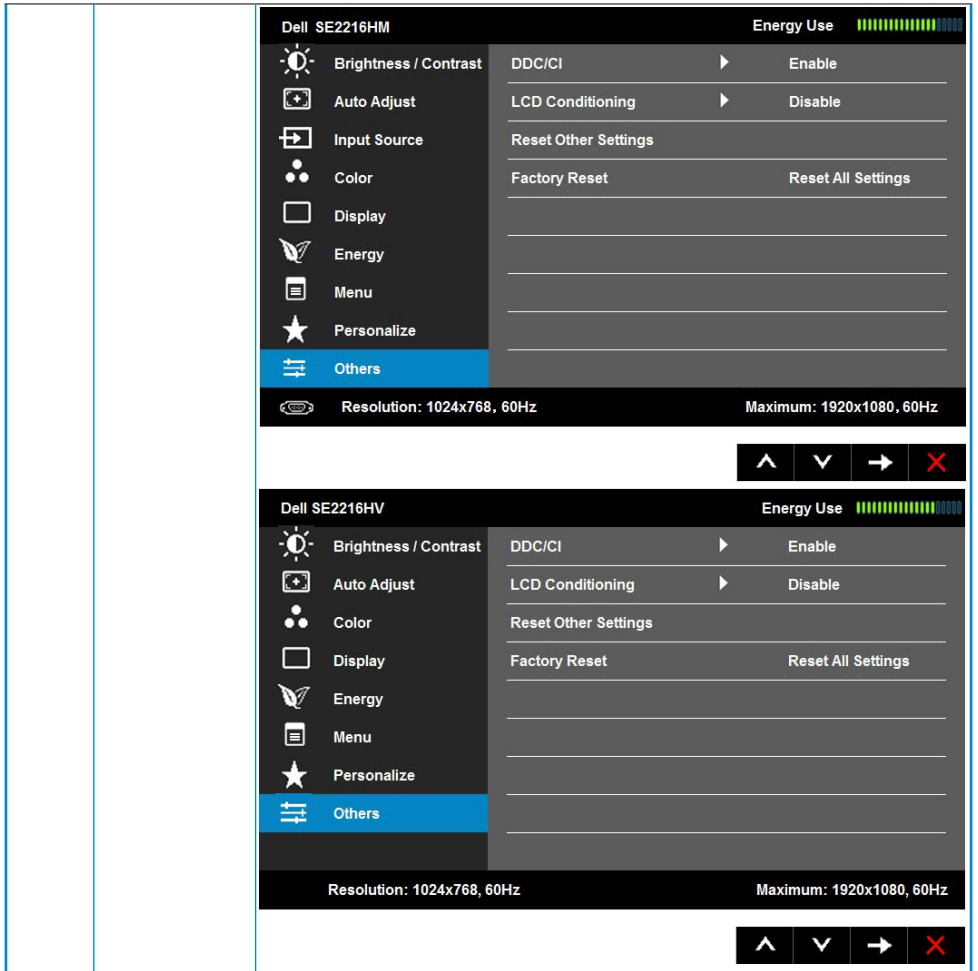 Dell SE2216HM Energy Use
Brightness / Contrast DDC/CI Enable
Auto Adjust LCD Conditioning Disable
Input Source Reset Other Settings
Color Factory Reset Reset All Settings
Display
Energy
Menu
Personalize
Others
Resolution: 1024x768, 60Hz Maximum: 1920x1080, 60Hz
Dell SE2216HV Energy Use
Brightness / Contrast DDC/CI Enable
Auto Adjust LCD Conditioning Disable
Color Reset Other Settings
Display Factory Reset Reset All Settings
Energy
Menu
Personalize
Others
Resolution: 1024x768, 60Hz Maximum: 1920x1080, 60Hz